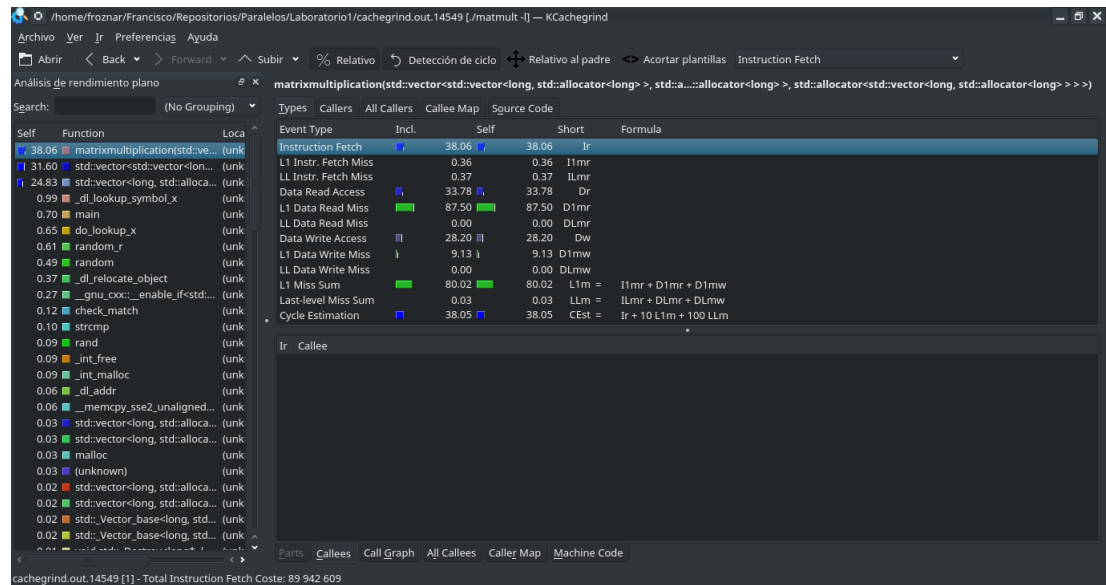 /home/froznar/Francisco/Repositorios/Paralelos/Laboratorio1/cachegrind.out.14549 [./matmult -l] — KCachegrind
Archivo Ver Ir Preferencias Ayuda
Abrir Back Forward Subir % Relativo Detección de ciclo Relativo al padre Acortar plantillas Instruction Fetch
Análisis de rendimiento plano
Search: (No Grouping)
Self Function Loca
38.06 matrixmultiplication(std::ve... (unk
31.60 std::vector<std::vector<lon... (unk
24.83 std::vector<long, std::alloca... (unk
0.99 _dl_lookup_symbol_x (unk
0.70 main (unk
0.65 do_lookup_x (unk
0.61 random_r (unk
0.49 random (unk
0.37 _dl_relocate_object (unk
0.27 __gnu_cxx::__enable_if<std:... (unk
0.12 check_match (unk
0.10 strcmp (unk
0.09 rand (unk
0.09 _int_free (unk
0.09 _int_malloc (unk
0.06 _dl_addr (unk
0.06 __memcpy_sse2_unaligned... (unk
0.03 std::vector<long, std::alloca... (unk
0.03 std::vector<long, std::alloca... (unk
0.03 malloc (unk
0.03 (unknown) (unk
0.02 std::vector<long, std::alloca... (unk
0.02 std::vector<long, std::alloca... (unk
0.02 std::_Vector_base<long, std... (unk
0.02 std::_Vector_base<long, std... (unk
matrixmultiplication(std::vector<std::vector<long, std::allocator<long> >, std::a...::allocator<long> >, std::allocator<std::vector<long, std::allocator<long> > > >)
Types Callers All Callers Callee Map Source Code
Event Type Incl. Self Short Formula
Instruction Fetch 38.06 38.06 Ir
L1 Instr. Fetch Miss 0.36 0.36 I1mr
LL Instr. Fetch Miss 0.37 0.37 ILmr
Data Read Access 33.78 33.78 Dr
L1 Data Read Miss 87.50 87.50 D1mr
LL Data Read Miss 0.00 0.00 DLmr
Data Write Access 28.20 28.20 Dw
L1 Data Write Miss 9.13 9.13 D1mw
LL Data Write Miss 0.00 0.00 DLmw
L1 Miss Sum 80.02 80.02 L1m = I1mr + D1mr + D1mw
Last-level Miss Sum 0.03 0.03 LLm = ILmr + DLmr + DLmw
Cycle Estimation 38.05 38.05 CEst = Ir + 10 L1m + 100 LLm
Ir Callee
Parts Callees Call Graph All Callees Caller Map Machine Code
cachegrind.out.14549 [1] - Total Instruction Fetch Coste: 89 942 609